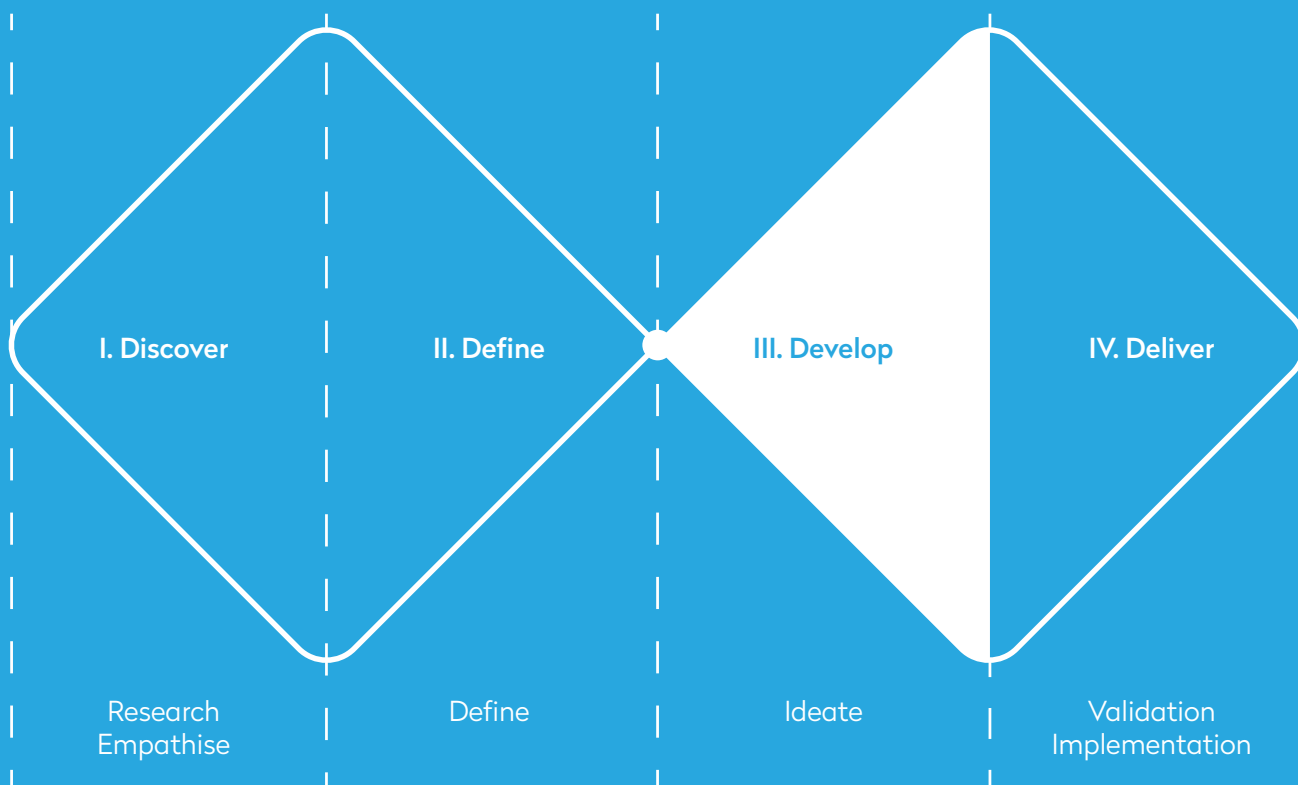 I. Discover
II. Define
III. Develop
IV. Deliver
Research
Empathise
Define
Ideate
Validation
Implementation